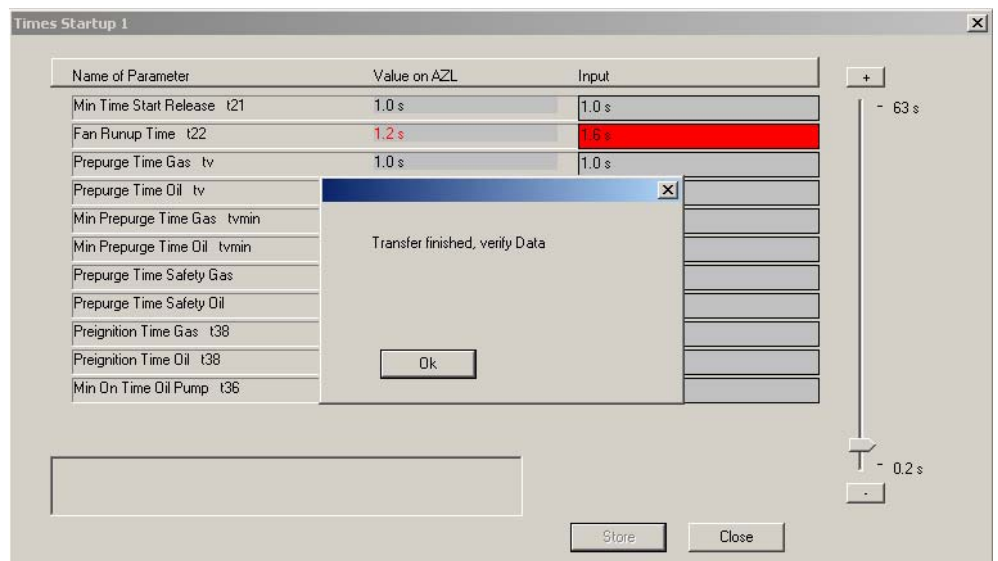 Times Startup 1
Name of Parameter Value on AZL Input +
Min Time Start Release t21 1.0 s 1.0 s - 63 s
Fan Runup Time t22 1.2 s 1.6 s
Prepurge Time Gas tv 1.0 s 1.0 s
Prepurge Time Oil tv
Min Prepurge Time Gas tvmin
Min Prepurge Time Oil tvmin
Prepurge Time Safety Gas
Prepurge Time Safety Oil
Preignition Time Gas t38
Preignition Time Oil t38
Min On Time Oil Pump t36
Transfer finished, verify Data
Ok
- 0.2 s
-
Store Close